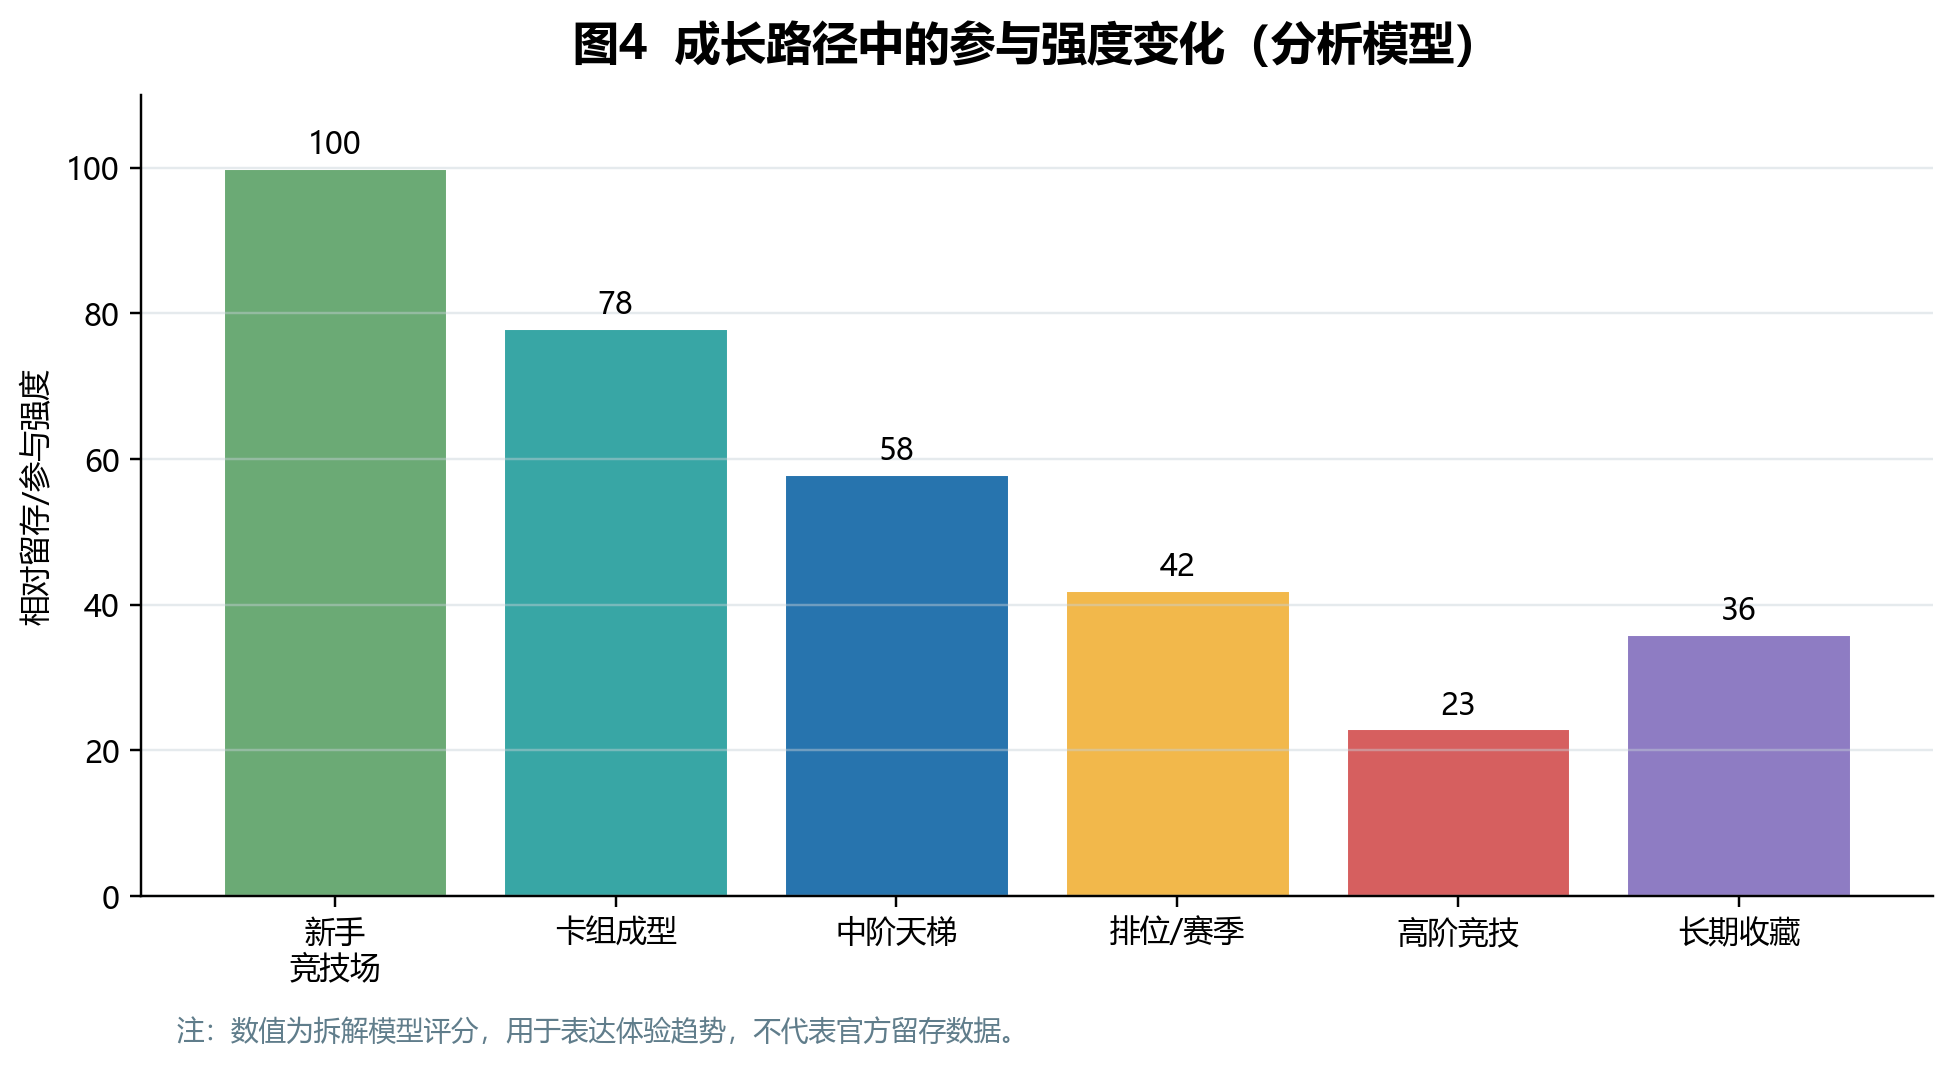 图4 成长路径中的参与强度变化（分析模型）
相对留存/参与强度
100
80
60
40
20
0
100
78
58
42
23
36
新手
竞技场
卡组成型
中阶天梯
排位/赛季
高阶竞技
长期收藏
注：数值为拆解模型评分，用于表达体验趋势，不代表官方留存数据。